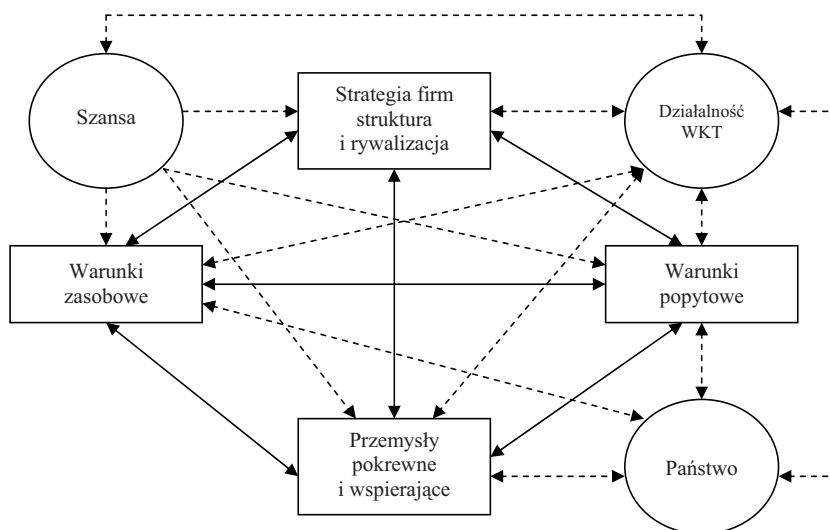 Szansa
Strategia firm
struktura
i rywalizacja
Działalność
WKT
Warunki
zasobowe
Warunki
popytowe
Przemysły
pokrewne
i wspierające
Państwo